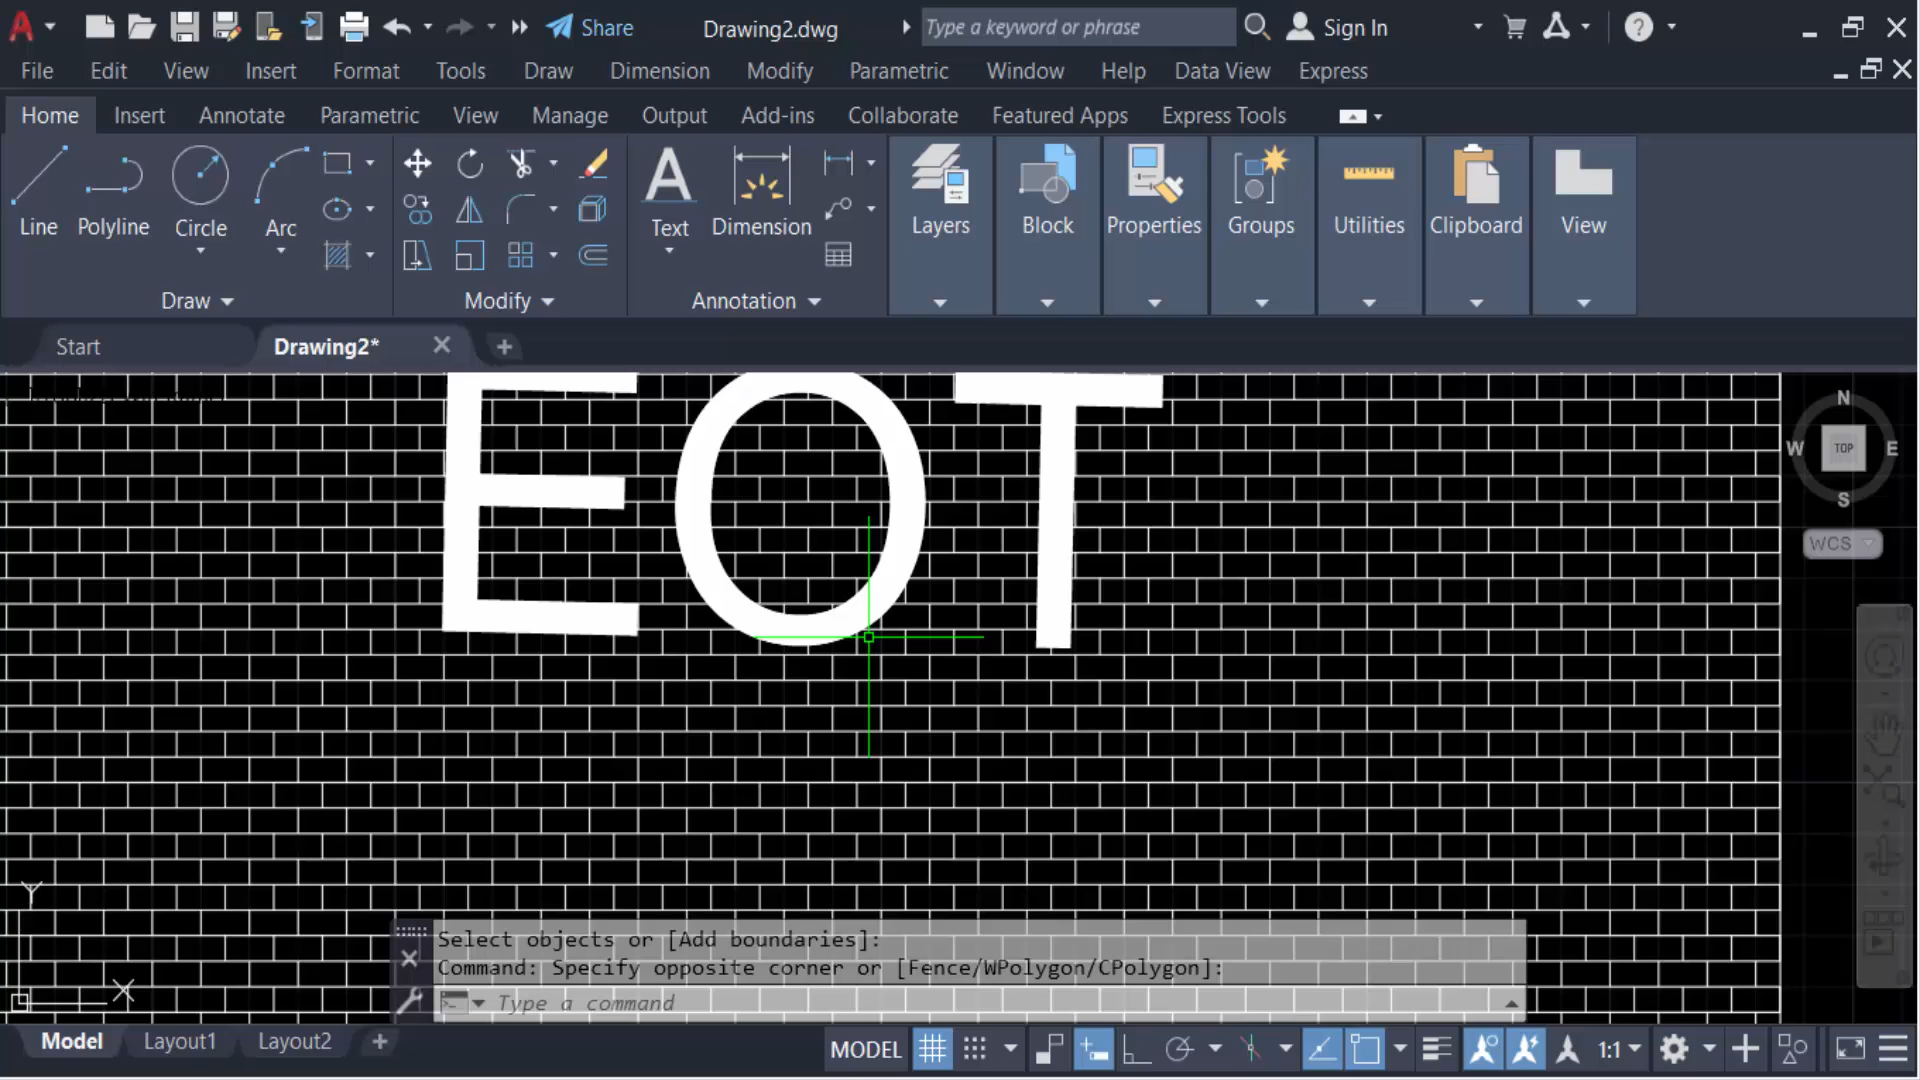 Share Drawing2.dwg Type a keyword or phrase Sign In
File Edit View Insert Format Tools Draw Dimension Modify Parametric Window Help Data View Express
Home Insert Annotate Parametric View Manage Output Add-ins Collaborate Featured Apps Express Tools
Line Polyline Circle Arc Text Dimension Layers Block Properties Groups Utilities Clipboard View
Draw Modify Annotation
Start Drawing2*
EOT
N
W TOP E
S
WCS
Y
X
Select objects or [Add boundaries]:
Command: Specify opposite corner or [Fence/WPolygon/CPolygon]:
Type a command
Model Layout1 Layout2 MODEL 1:1